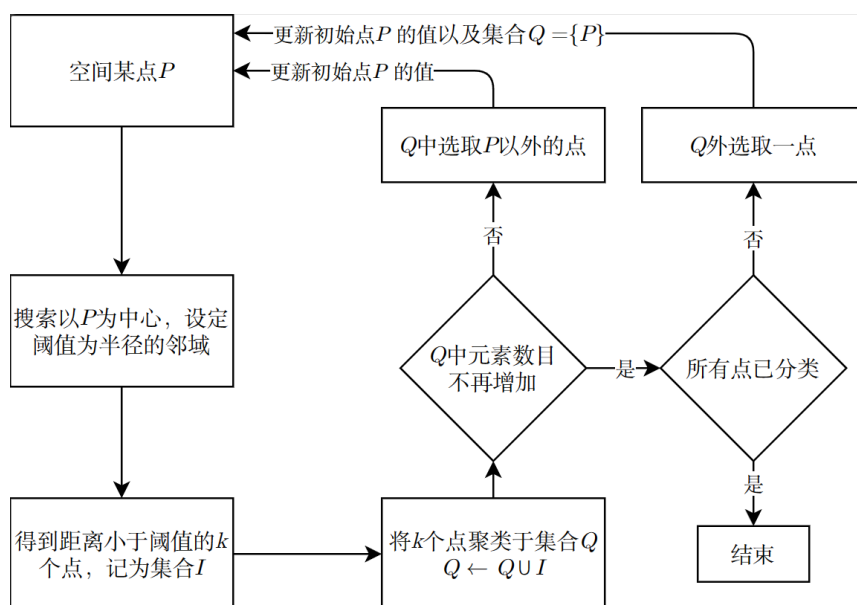 更新初始点P 的值以及集合Q ={P}
空间某点P
更新初始点P 的值
Q中选取P以外的点
Q外选取一点
否
否
搜索以P为中心，设定
阈值为半径的邻域
Q中元素数目
不再增加
是
所有点已分类
是
得到距离小于阈值的k
个点，记为集合I
将k个点聚类于集合Q
Q ← Q∪I
结束